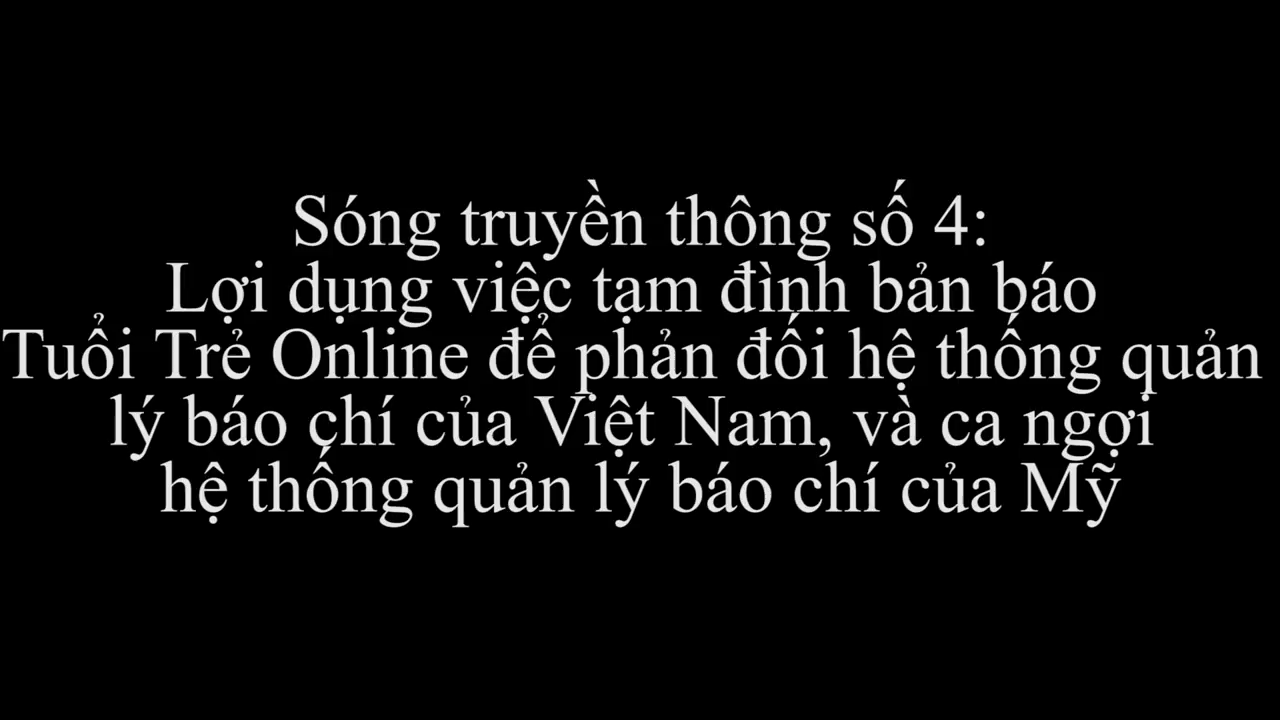 Sóng truyền thông số 4:
Lợi dụng việc tạm đình bản báo
Tuổi Trẻ Online để phản đối hệ thống quản
lý báo chí của Việt Nam, và ca ngợi
hệ thống quản lý báo chí của Mỹ